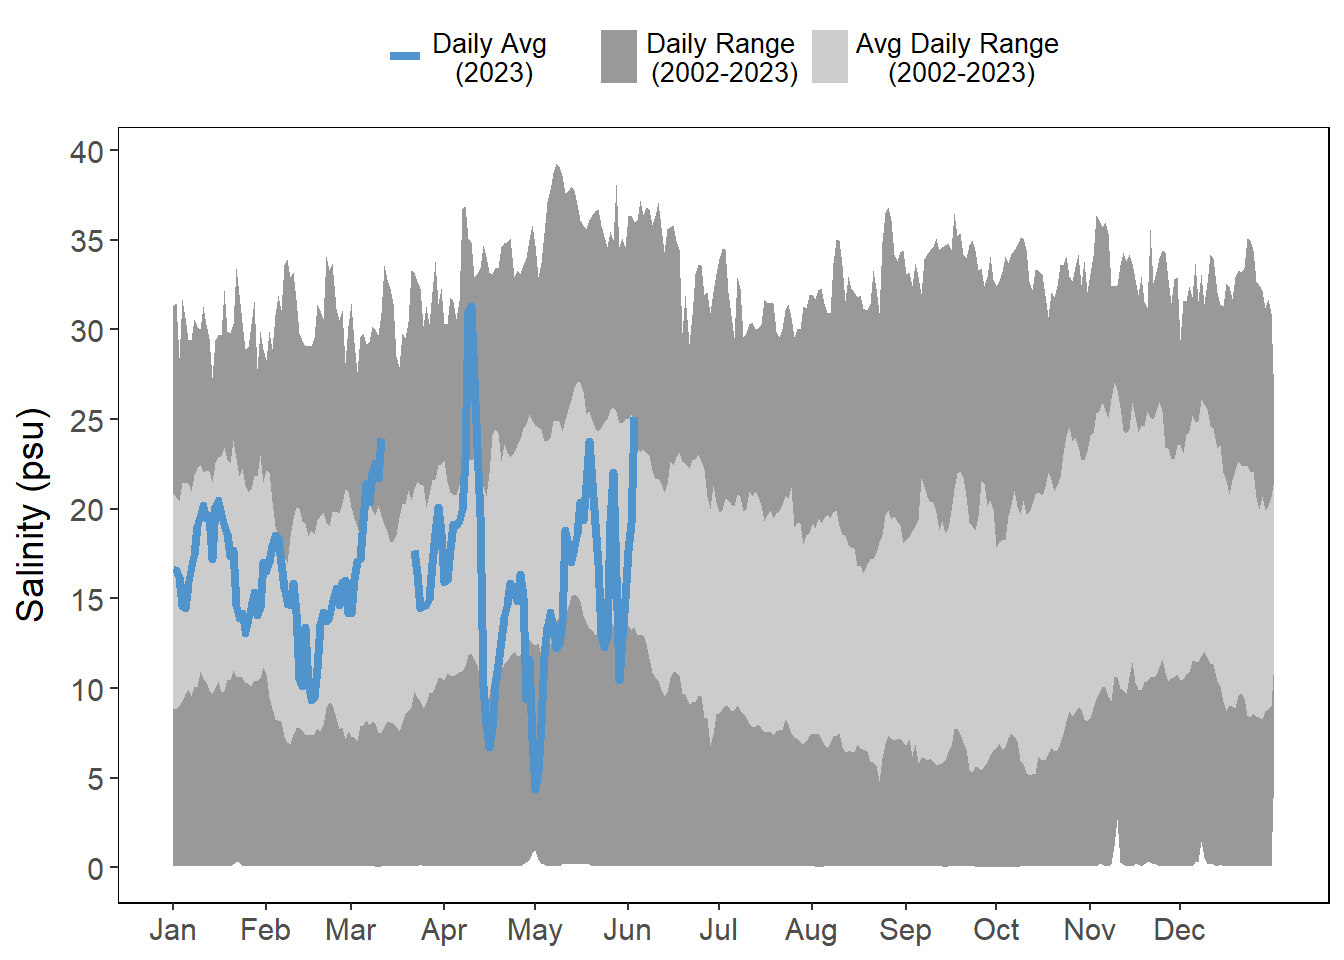 Daily Avg
(2023)
Daily Range
(2002-2023)
Avg Daily Range
(2002-2023)
Salinity (psu)
40
35
30
25
20
15
10
5
0
Jan Feb Mar Apr May Jun Jul Aug Sep Oct Nov Dec